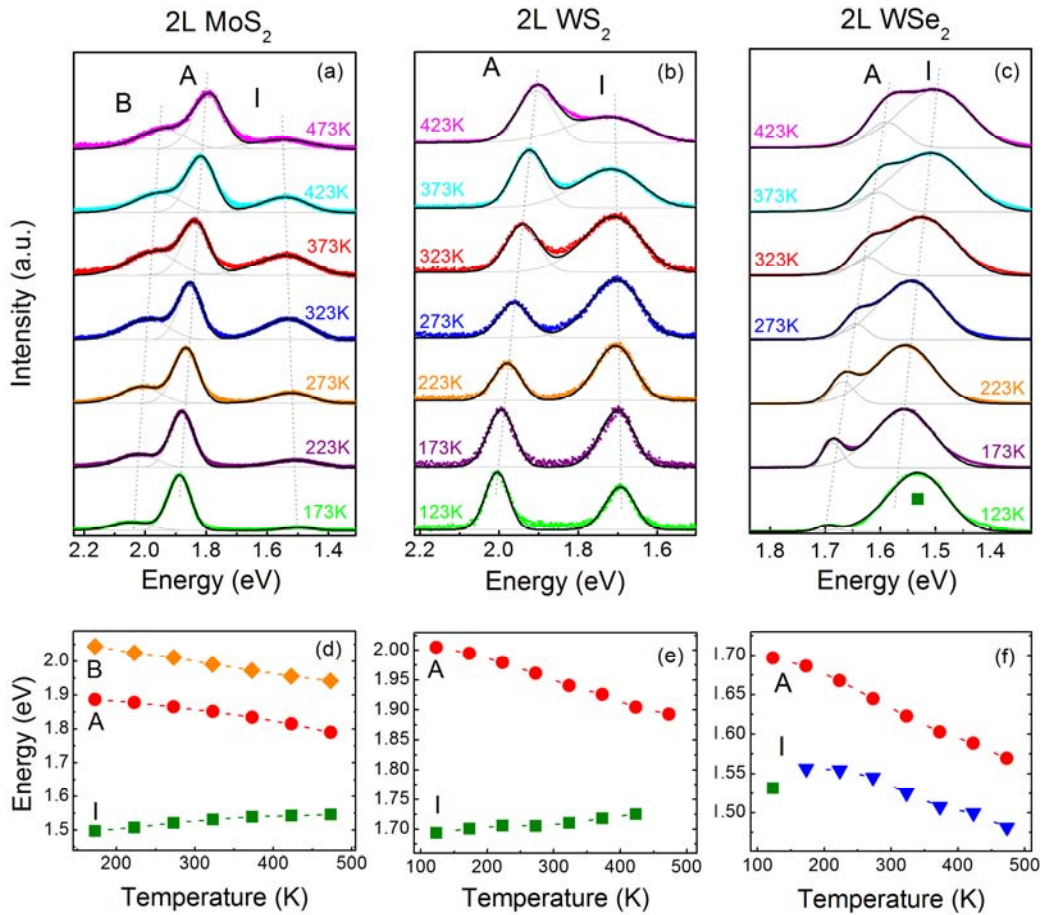 2L MoS₂
2L WS₂
2L WSe₂
Intensity (a.u.)
(a)
B
A
I
473K
423K
373K
323K
273K
223K
173K
2.2 2.0 1.8 1.6 1.4
Energy (eV)
(b)
A
I
423K
373K
323K
273K
223K
173K
123K
2.2 2.0 1.8 1.6
Energy (eV)
(c)
A
I
423K
373K
323K
273K
223K
173K
123K
1.8 1.7 1.6 1.5 1.4
Energy (eV)
Energy (eV)
(d)
2.0
1.9
1.8
1.7
1.6
1.5
B
A
I
200 300 400 500
Temperature (K)
(e)
2.00
1.95
1.90
1.75
1.70
A
I
100 200 300 400 500
Temperature (K)
(f)
1.70
1.65
1.60
1.55
1.50
A
I
100 200 300 400 500
Temperature (K)